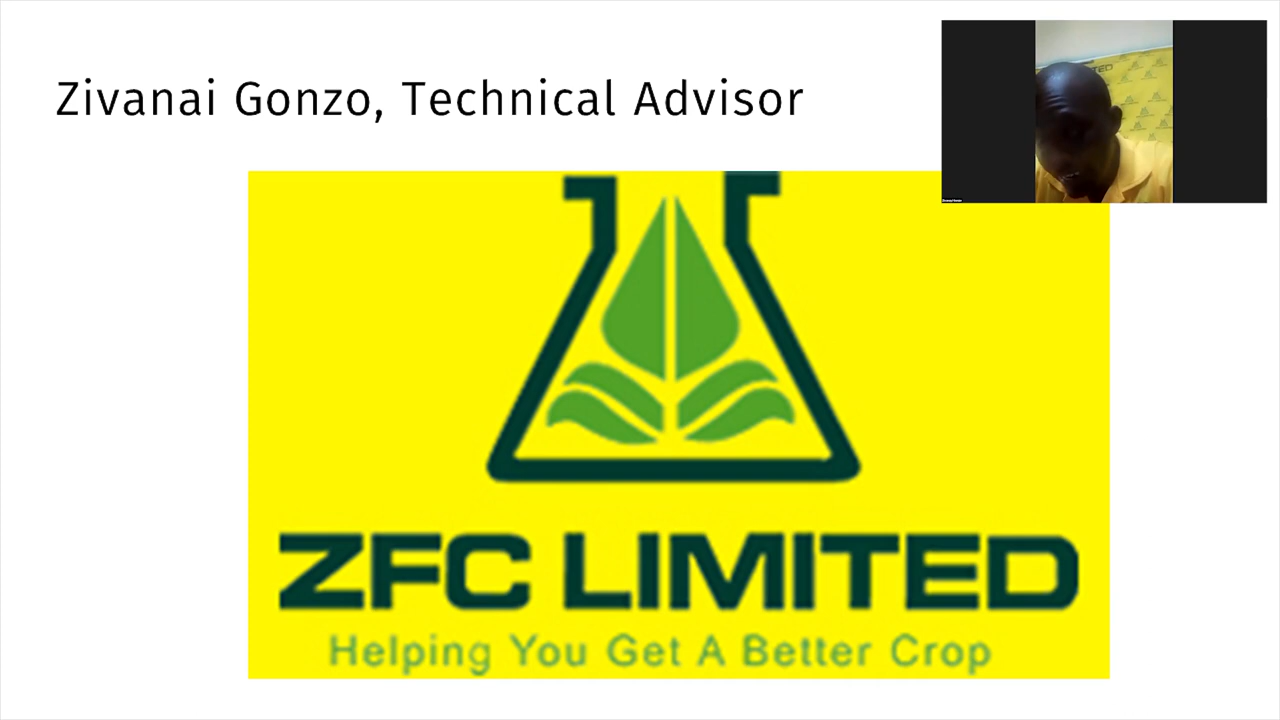 Zivanai Gonzo, Technical Advisor
ZFC LIMITED
Helping You Get A Better Crop